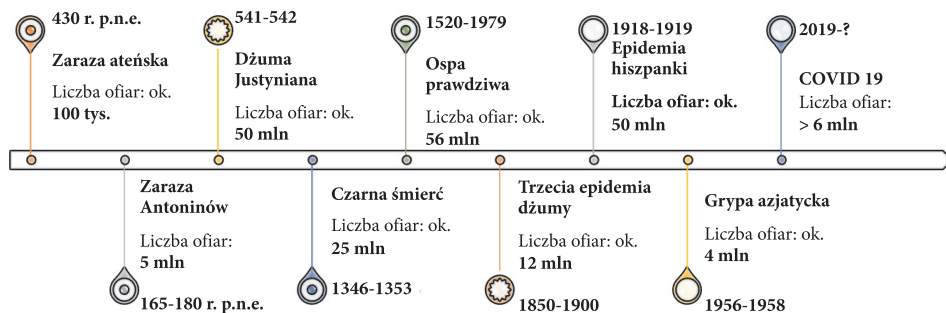 430 r. p.n.e.
Zaraza ateńska
Liczba ofiar: ok.
100 tys.
541-542
Dżuma
Justyniana
Liczba ofiar: ok.
50 mln
1520-1979
Ospa
prawdziwa
Liczba ofiar: ok.
56 mln
1918-1919
Epidemia
hiszpanki
Liczba ofiar: ok.
50 mln
2019-?
COVID 19
Liczba ofiar:
> 6 mln
Zaraza
Antoninów
Liczba ofiar:
5 mln
165-180 r. p.n.e.
Czarna śmierć
Liczba ofiar: ok.
25 mln
1346-1353
Trzecia epidemia
dżumy
Liczba ofiar: ok.
12 mln
1850-1900
Grypa azjatycka
Liczba ofiar: ok.
4 mln
1956-1958